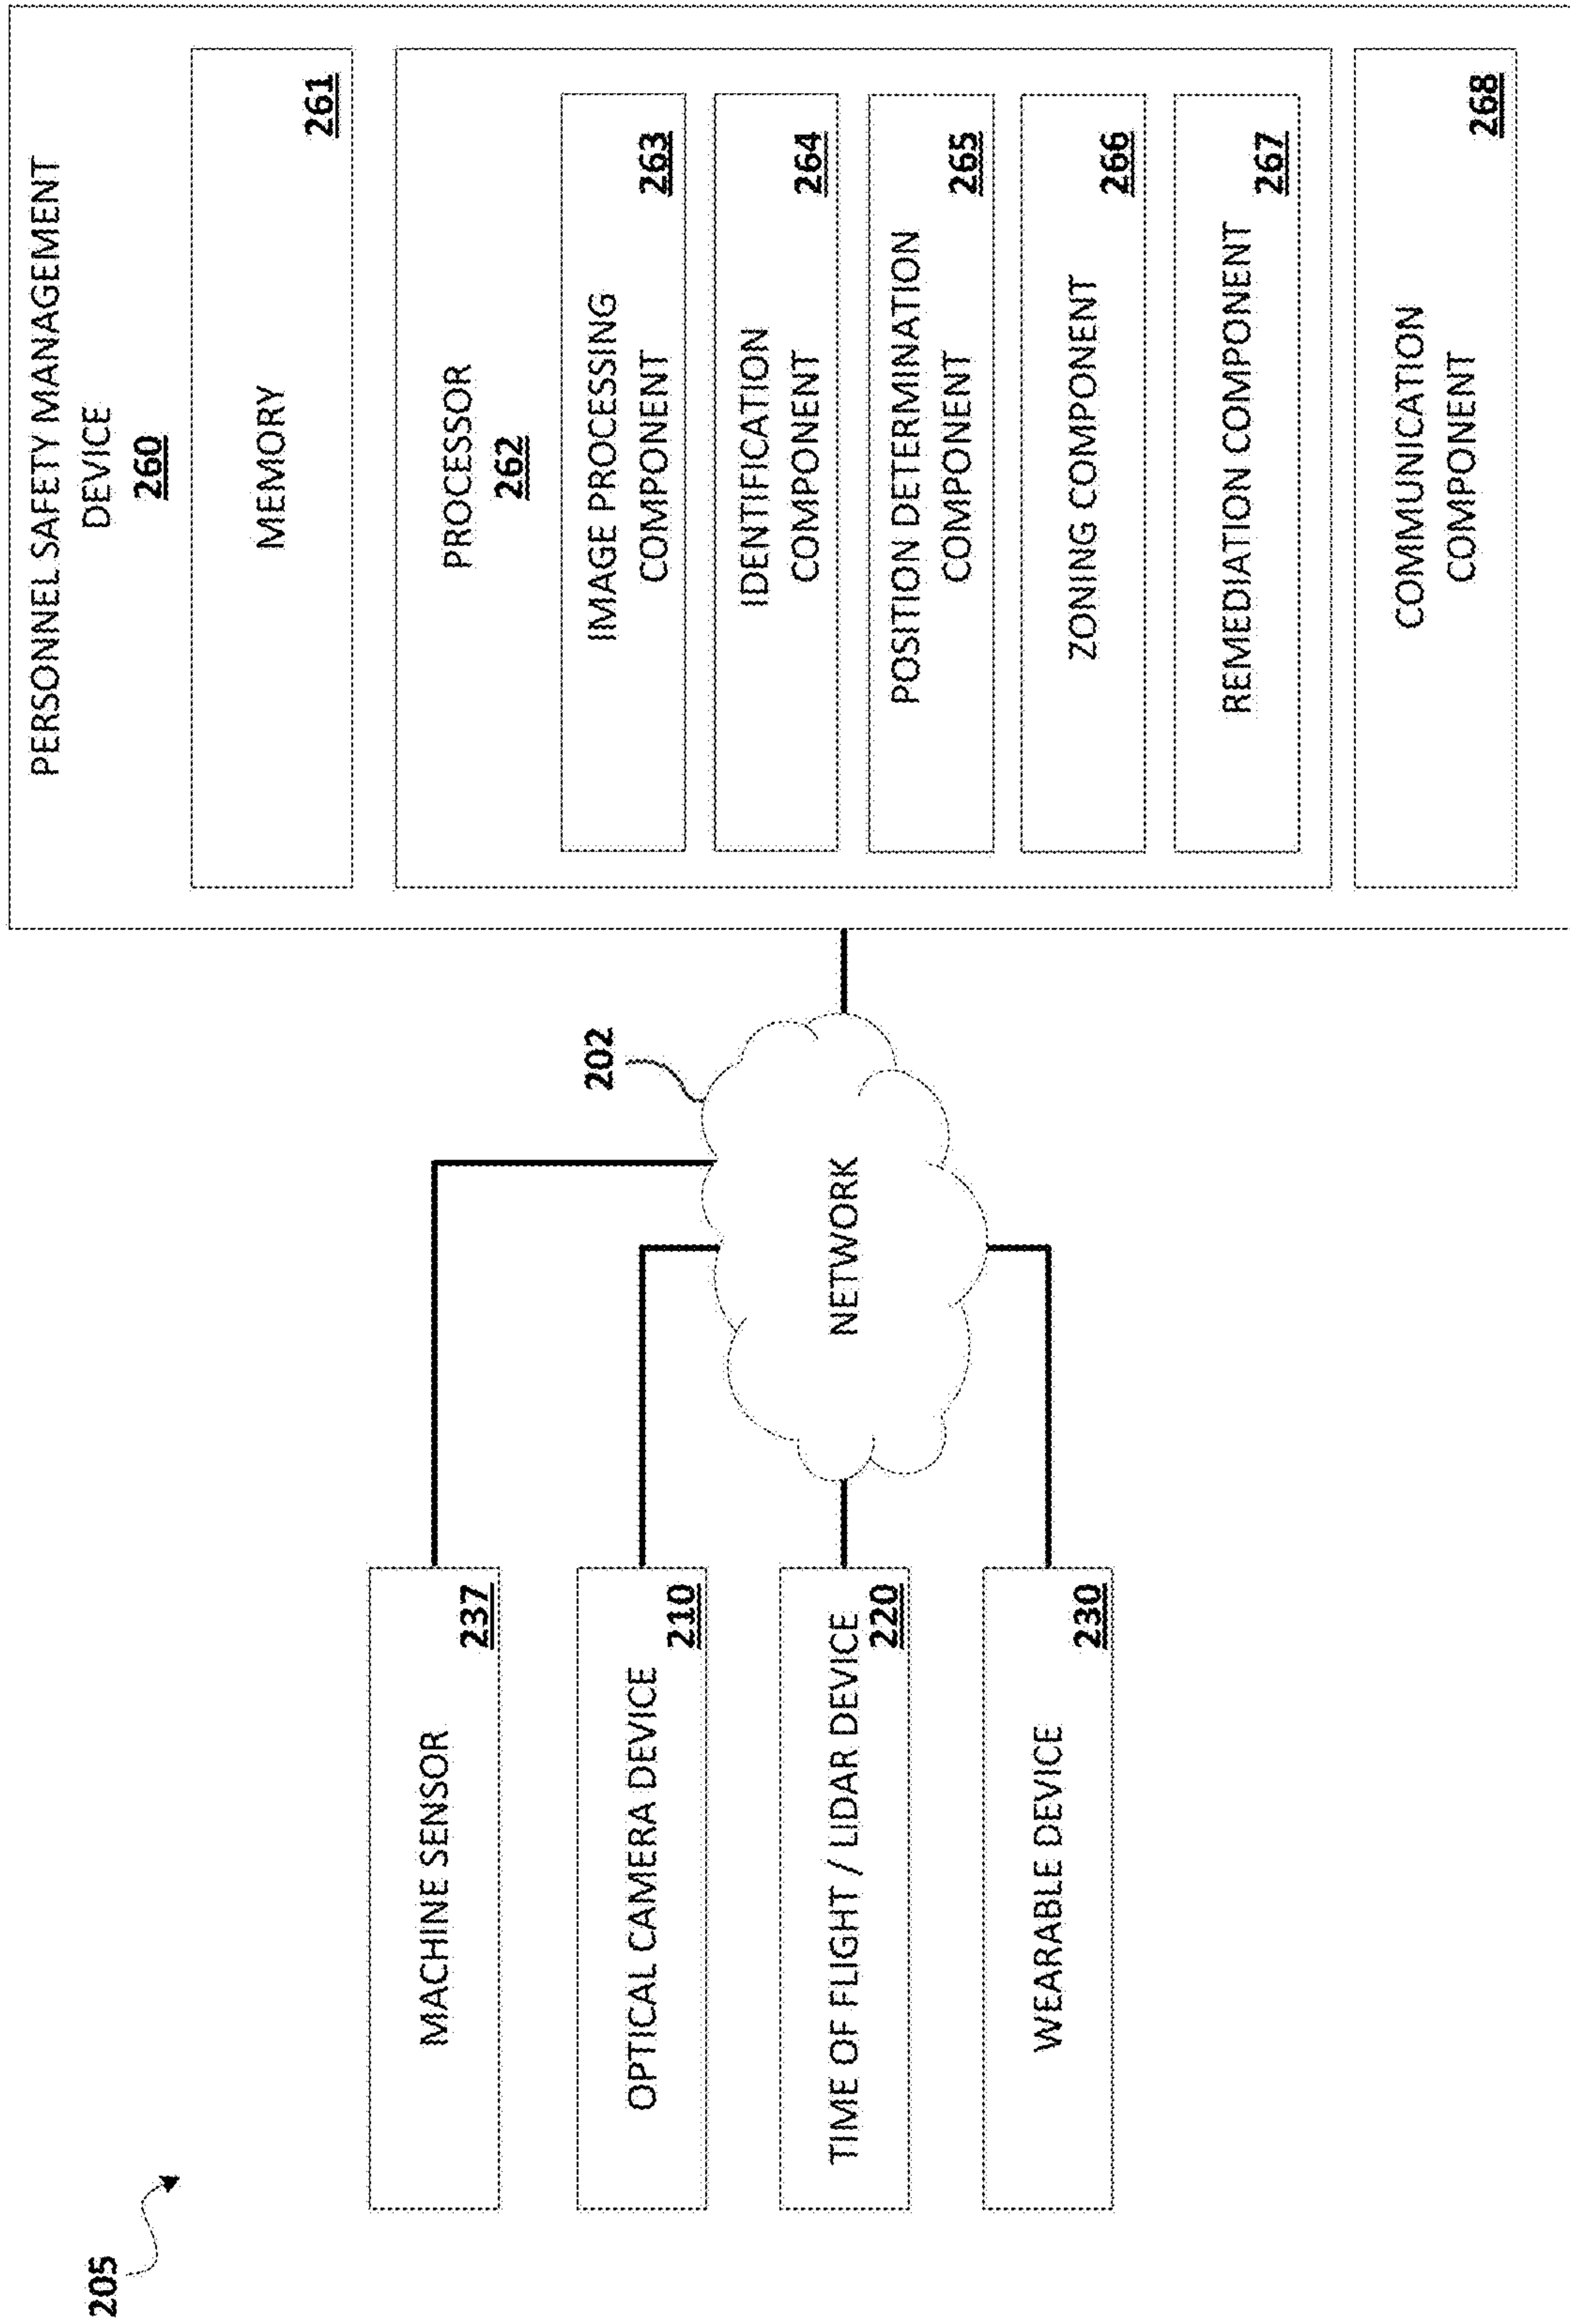 205
MACHINE SENSOR
237
OPTICAL CAMERA DEVICE
210
TIME OF FLIGHT / LIDAR DEVICE
220
WEARABLE DEVICE
230
202
NETWORK
PERSONNEL SAFETY MANAGEMENT
DEVICE
260
MEMORY
261
PROCESSOR
262
IMAGE PROCESSING
COMPONENT
263
IDENTIFICATION
COMPONENT
264
POSITION DETERMINATION
COMPONENT
265
ZONING COMPONENT
266
REMEDIATION COMPONENT
267
COMMUNICATION
COMPONENT
268